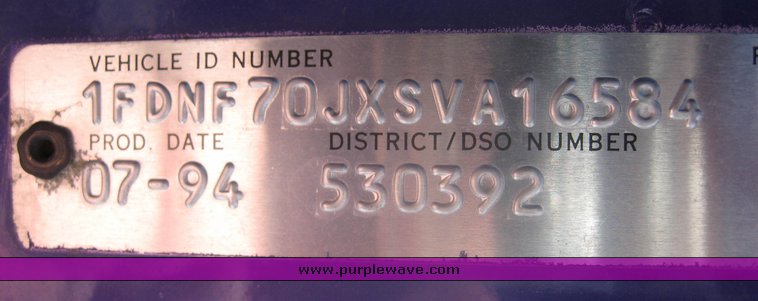 VEHICLE ID NUMBER
1FDNF70JXSVA16584
PROD. DATE DISTRICT/DSO NUMBER
07-94 530392
www.purplewave.com